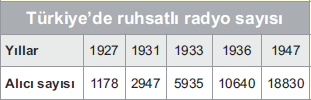 Türkiye'de ruhsatlı radyo sayısı
Yıllar 1927 1931 1933 1936 1947
Alıcı sayısı 1178 2947 5935 10640 18830